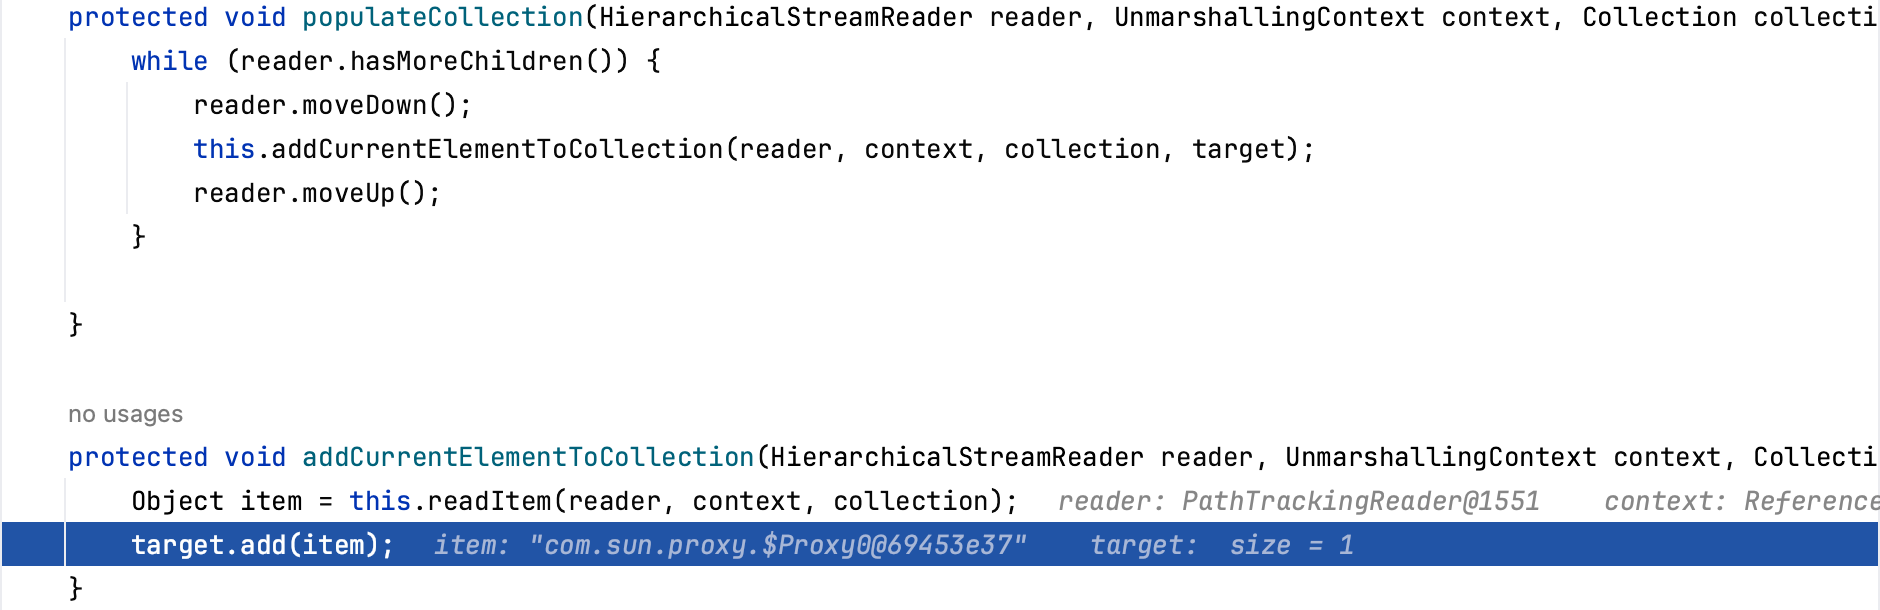 protected void populateCollection(HierarchicalStreamReader reader, UnmarshallingContext context, Collection collecti
while (reader.hasMoreChildren()) {
reader.moveDown();
this.addCurrentElementToCollection(reader, context, collection, target);
reader.moveUp();
}
}
no usages
protected void addCurrentElementToCollection(HierarchicalStreamReader reader, UnmarshallingContext context, Collecti
Object item = this.readItem(reader, context, collection); reader: PathTrackingReader@1551 context: Reference
target.add(item); item: "com.sun.proxy.$Proxy0@69453e37" target: size = 1
}